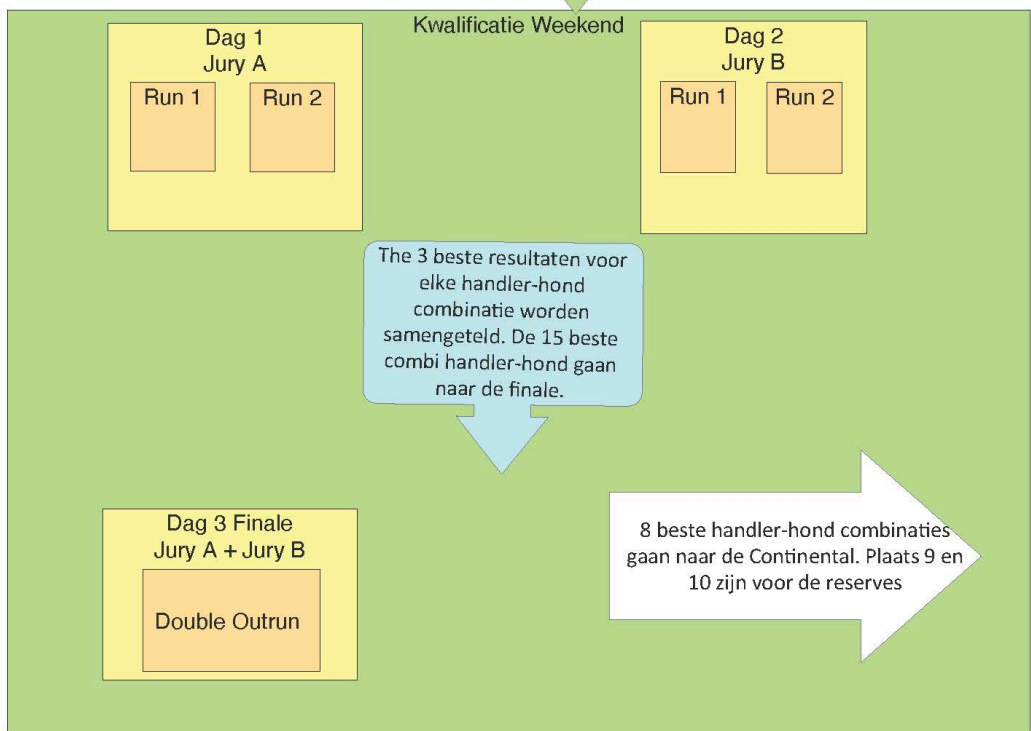 Kwalificatie Weekend
Dag 1
Jury A
Run 1
Run 2
Dag 2
Jury B
Run 1
Run 2
The 3 beste resultaten voor
elke handler-hond
combinatie worden
samengeteld. De 15 beste
combi handler-hond gaan
naar de finale.
Dag 3 Finale
Jury A + Jury B
Double Outrun
8 beste handler-hond combinaties
gaan naar de Continental. Plaats 9 en
10 zijn voor de reserves